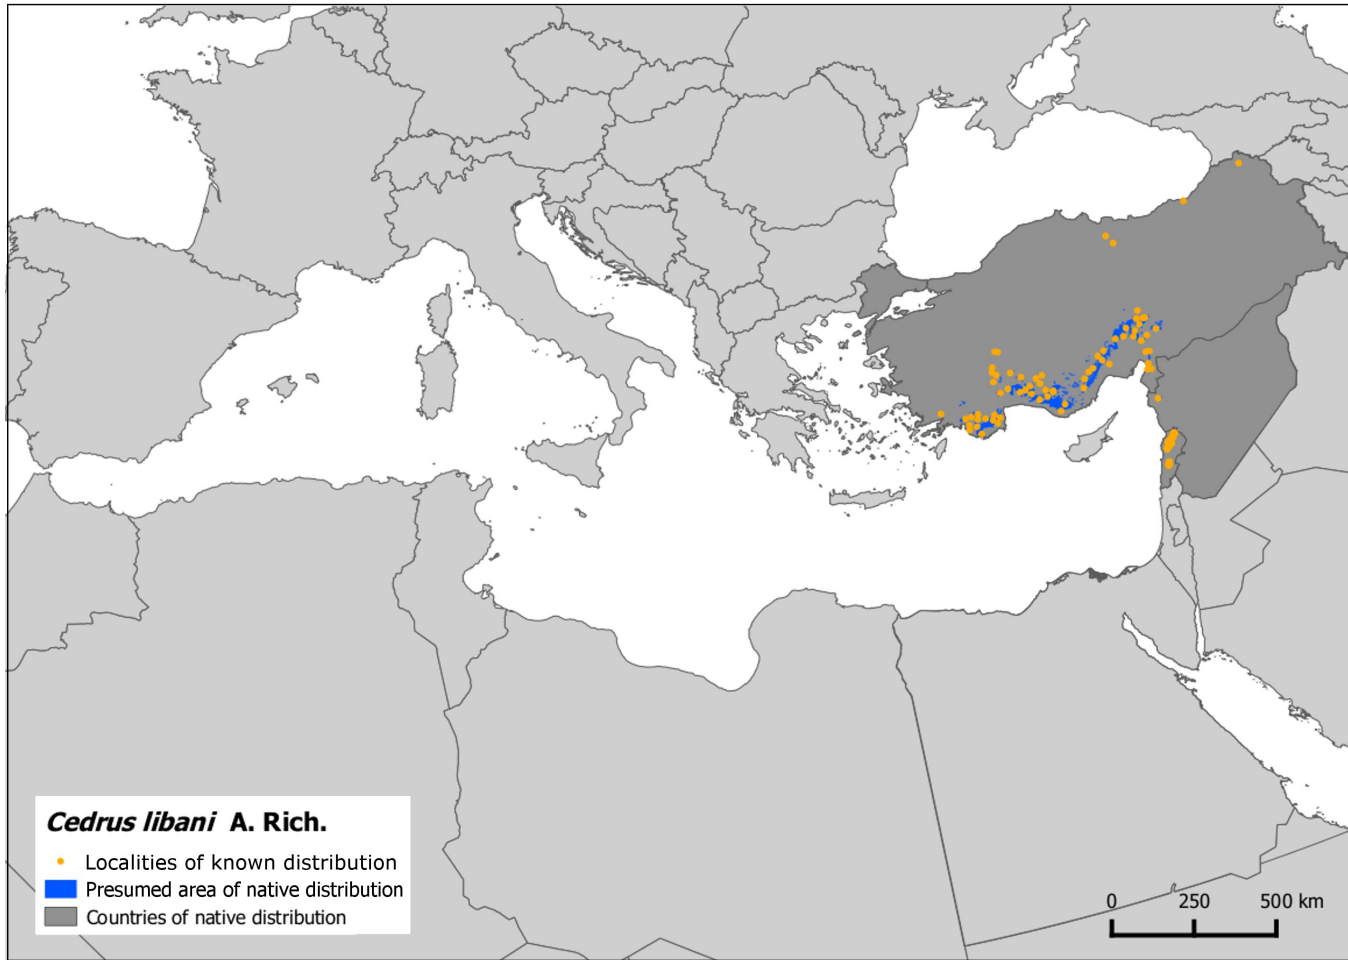 Cedrus libani A. Rich.
Localities of known distribution
Presumed area of native distribution
Countries of native distribution
0 250 500 km